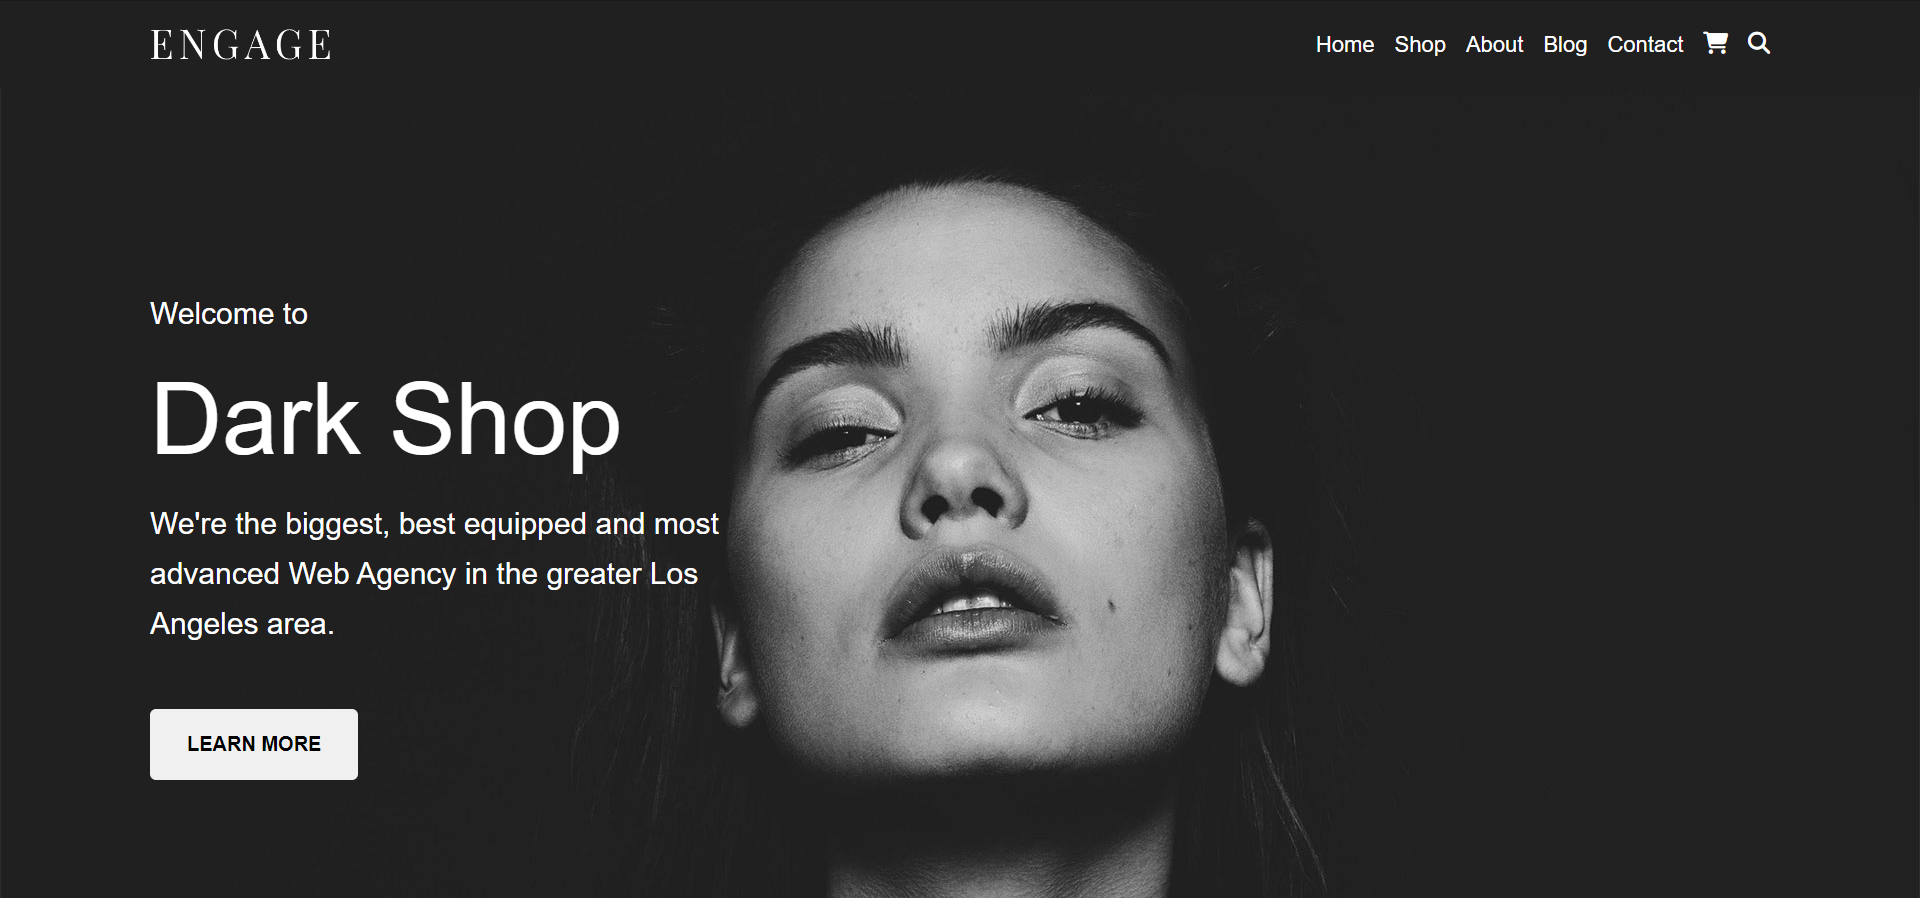 ENGAGE
Home Shop About Blog Contact
Welcome to
Dark Shop
We're the biggest, best equipped and most
advanced Web Agency in the greater Los
Angeles area.
LEARN MORE